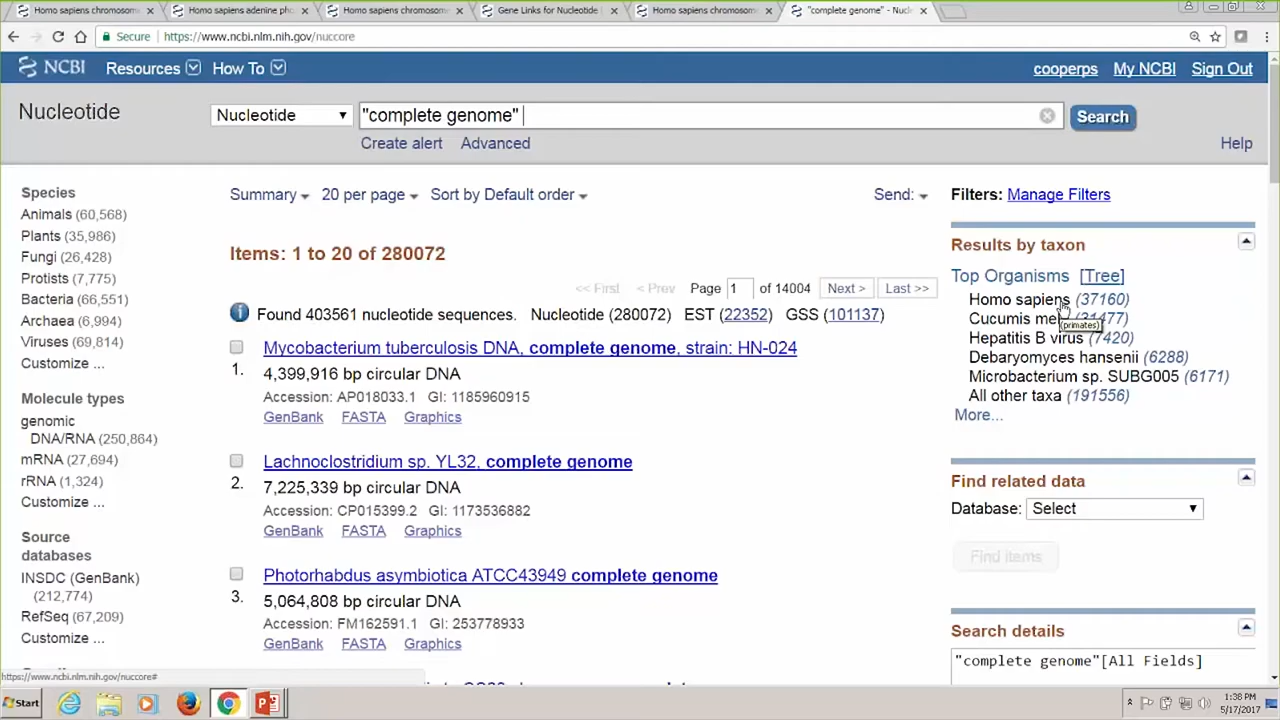 Homo sapiens chromosome
Homo sapiens adenine pho
Homo sapiens chromosome
Gene Links for Nucleotide
Homo sapiens chromosome
"complete genome" - Nucl
Secure
https://www.ncbi.nlm.nih.gov/nuccore
NCBI Resources How To
cooperps My NCBI Sign Out
Nucleotide
Nucleotide
"complete genome"
Search
Create alert Advanced
Help
Species
Animals (60,568)
Plants (35,986)
Fungi (26,428)
Protists (7,775)
Bacteria (66,551)
Archaea (6,994)
Viruses (69,814)
Customize ...
Molecule types
genomic
DNA/RNA (250,864)
mRNA (27,694)
rRNA (1,324)
Customize ...
Source
databases
INSDC (GenBank)
(212,774)
RefSeq (67,209)
Customize ...
Summary 20 per page Sort by Default order
Send:
Items: 1 to 20 of 280072
<< First < Prev Page 1 of 14004 Next > Last >>
Found 403561 nucleotide sequences. Nucleotide (280072) EST (22352) GSS (101137)
Mycobacterium tuberculosis DNA, complete genome, strain: HN-024
1.
4,399,916 bp circular DNA
Accession: AP018033.1 GI: 1185960915
GenBank FASTA Graphics
Lachnoclostridium sp. YL32, complete genome
2.
7,225,339 bp circular DNA
Accession: CP015399.2 GI: 1173536882
GenBank FASTA Graphics
Photorhabdus asymbiotica ATCC43949 complete genome
3.
5,064,808 bp circular DNA
Accession: FM162591.1 GI: 253778933
GenBank FASTA Graphics
Filters: Manage Filters
Results by taxon
Top Organisms [Tree]
Homo sapiens (37160)
Cucumis me
(primates)
Hepatitis B virus (7420)
Debaryomyces hansenii (6288)
Microbacterium sp. SUBG005 (6171)
All other taxa (191556)
More...
Find related data
Database: Select
Find items
Search details
"complete genome"[All Fields]
https://www.ncbi.nlm.nih.gov/nuccore#
Start
1:38 PM
5/17/2017